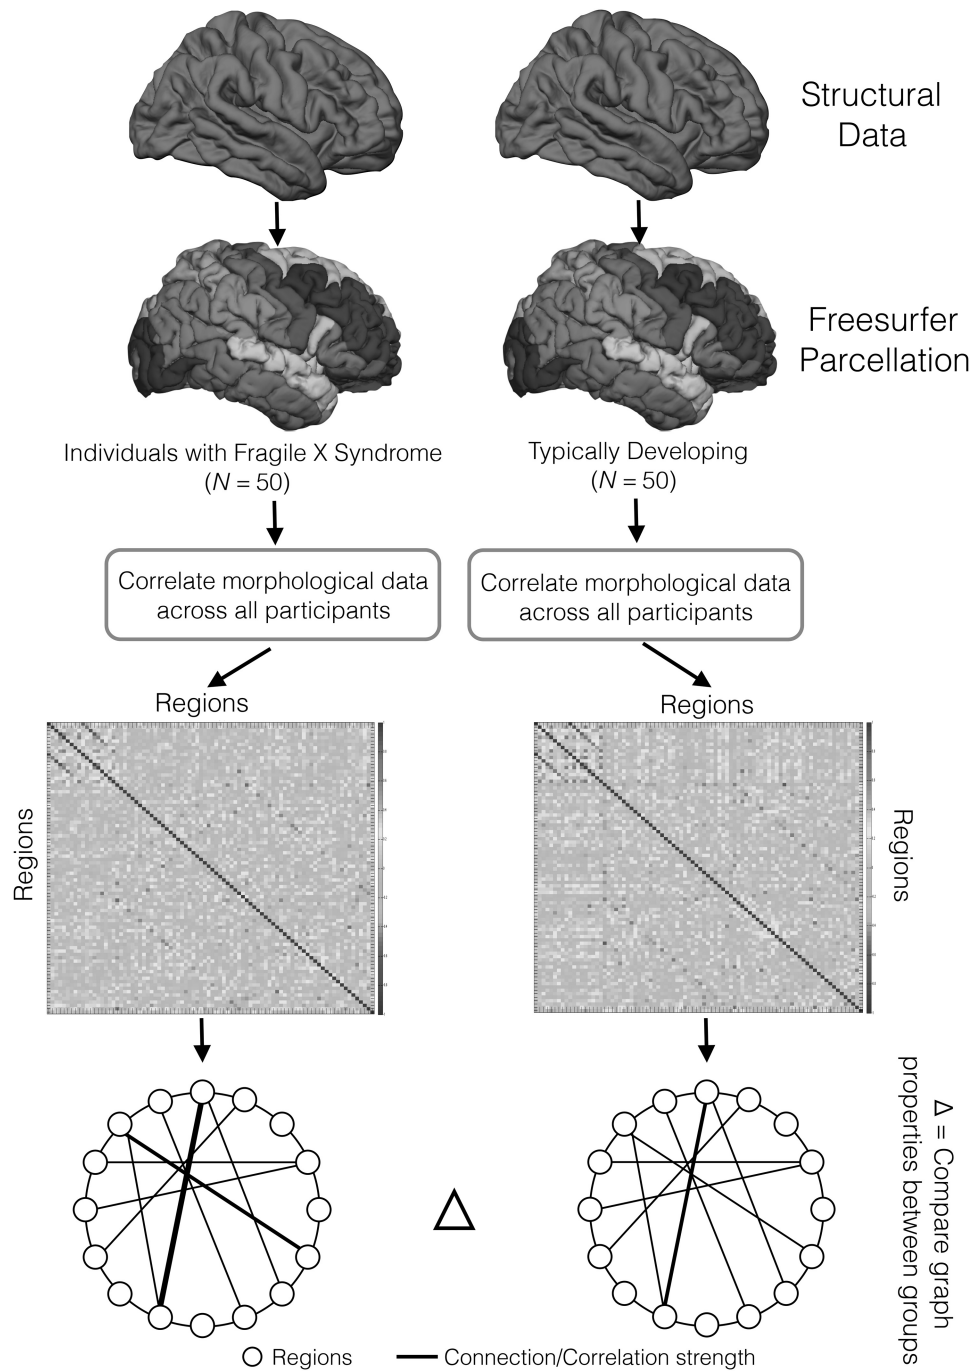 Structural
Data
Freesurfer
Parcellation
Individuals with Fragile X Syndrome
(N = 50)
Typically Developing
(N = 50)
Correlate morphological data
across all participants
Correlate morphological data
across all participants
Regions
Regions
Regions
Regions
Δ = Compare graph
properties between groups
Δ
Regions
Connection/Correlation strength